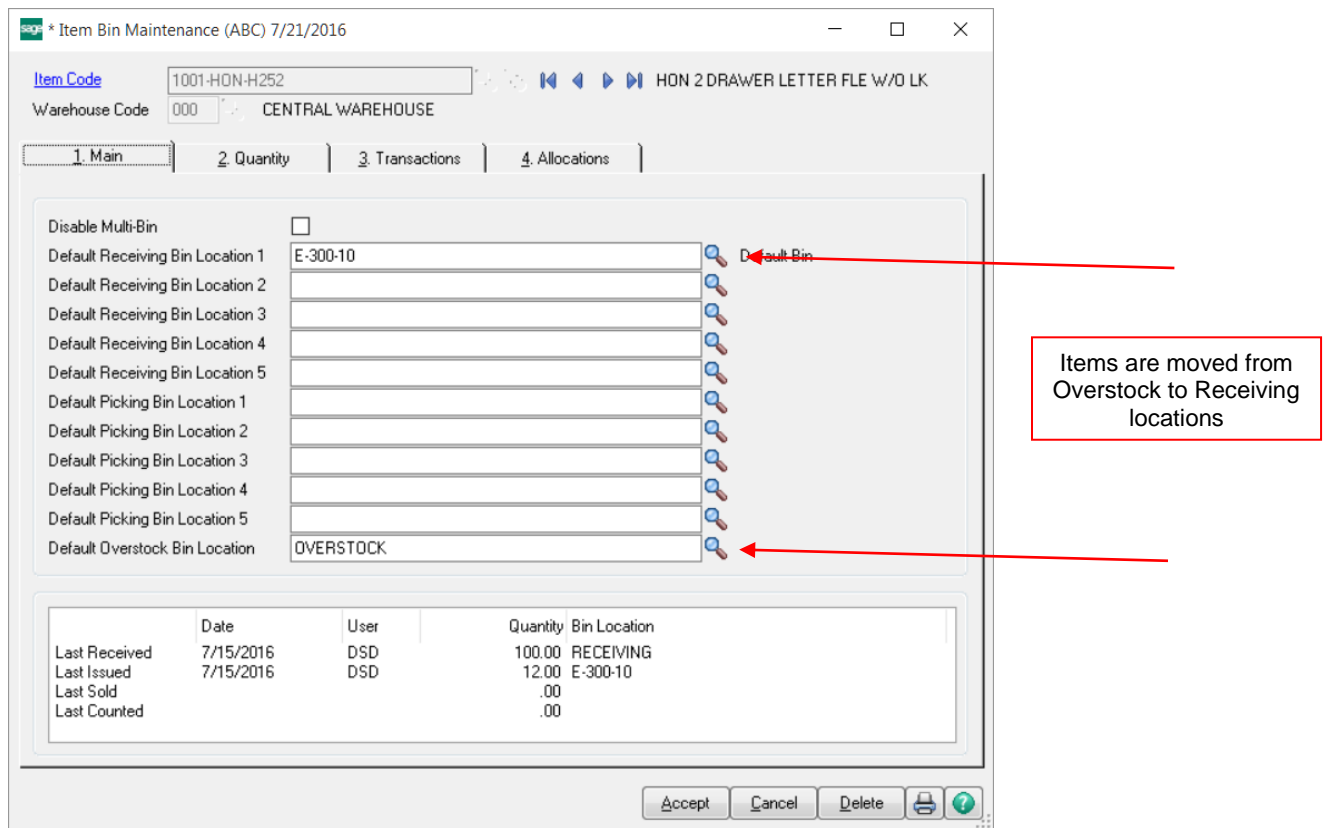 sage * Item Bin Maintenance (ABC) 7/21/2016
Item Code 1001-HON-H252 HON 2 DRAWER LETTER FLE W/O LK
Warehouse Code 000 CENTRAL WAREHOUSE
1. Main 2. Quantity 3. Transactions 4. Allocations
Disable Multi-Bin
Default Receiving Bin Location 1 E-300-10 Default Bin
Default Receiving Bin Location 2
Default Receiving Bin Location 3
Default Receiving Bin Location 4
Default Receiving Bin Location 5
Default Picking Bin Location 1
Default Picking Bin Location 2
Default Picking Bin Location 3
Default Picking Bin Location 4
Default Picking Bin Location 5
Default Overstock Bin Location OVERSTOCK
Items are moved from
Overstock to Receiving
locations
Date User Quantity Bin Location
Last Received 7/15/2016 DSD 100.00 RECEIVING
Last Issued 7/15/2016 DSD 12.00 E-300-10
Last Sold .00
Last Counted .00
Accept Cancel Delete ?